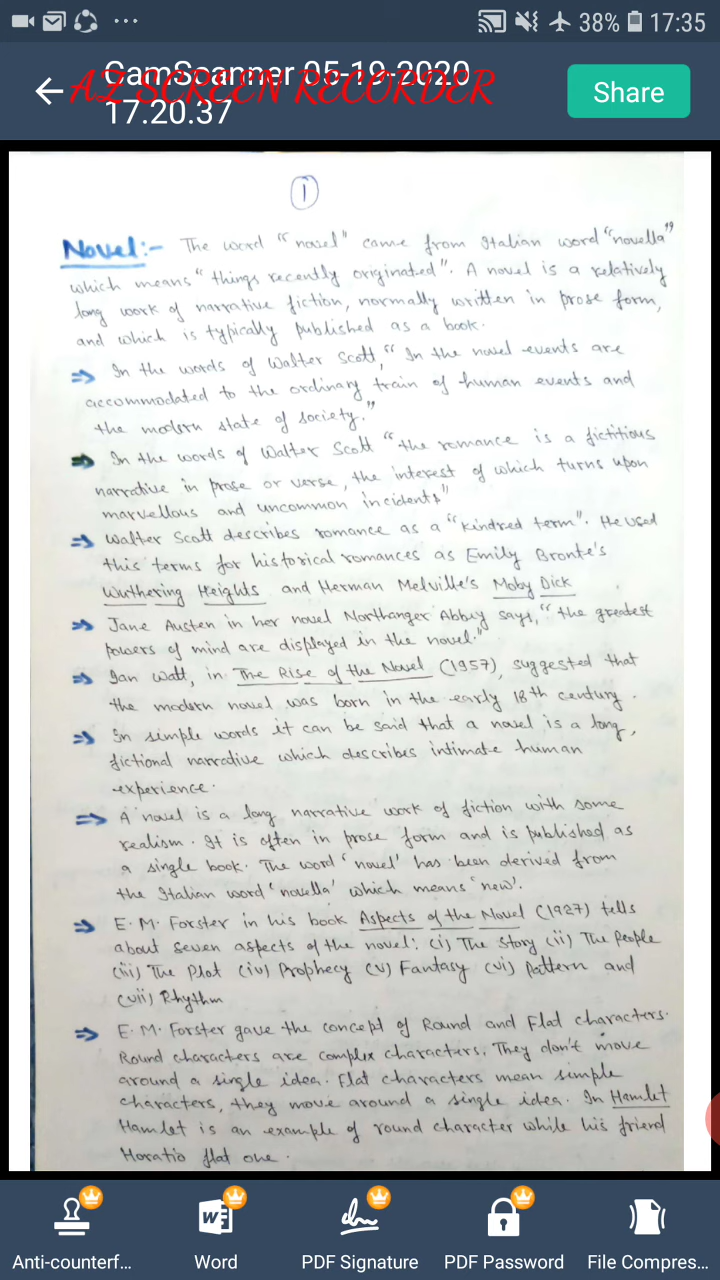 38% 17:35
CamScanner 05-19-2020
AZ SCREEN RECORDER
17.20.37
Share
1
Novel:- The word "novel" came from Italian word "novella"
which means "things recently originated". A novel is a relatively
long work of narrative fiction, normally written in prose form,
and which is typically published as a book.
⇒ In the words of Walter Scott, "In the novel events are
accommodated to the ordinary train of human events and
the modern state of society."
⇒ In the words of Walter Scott "the romance is a fictitious
narrative in prose or verse, the interest of which turns upon
marvellous and uncommon incidents"
⇒ Walter Scott describes romance as a "kindred term". He used
this terms for historical romances as Emily Bronte's
Wurthering Heights and Herman Melville's Moby Dick
⇒ Jane Austen in her novel Northanger Abbey says, "the greatest
powers of mind are displayed in the novel."
⇒ Ian Watt, in The Rise of the Novel (1957), suggested that
the modern novel was born in the early 18th century.
⇒ In simple words it can be said that a novel is a long,
fictional narrative which describes intimate human
experience.
⇒ A novel is a long narrative work of fiction with some
realism. It is often in prose form and is published as
a single book. The word 'novel' has been derived from
the Italian word 'novella' which means 'new'.
⇒ E. M. Forster in his book Aspects of the Novel (1927) tells
about seven aspects of the novel: (i) The Story (ii) The People
(iii) The Plot (iv) Prophecy (v) Fantasy (vi) Pattern and
(vii) Rhythm
⇒ E. M. Forster gave the concept of Round and Flat characters.
Round characters are complex characters. They don't move
around a single idea. Flat characters mean simple
characters, they move around a single idea. In Hamlet
Hamlet is an example of round character while his friend
Horatio flat one.
Anti-counterf... Word PDF Signature PDF Password File Compres...